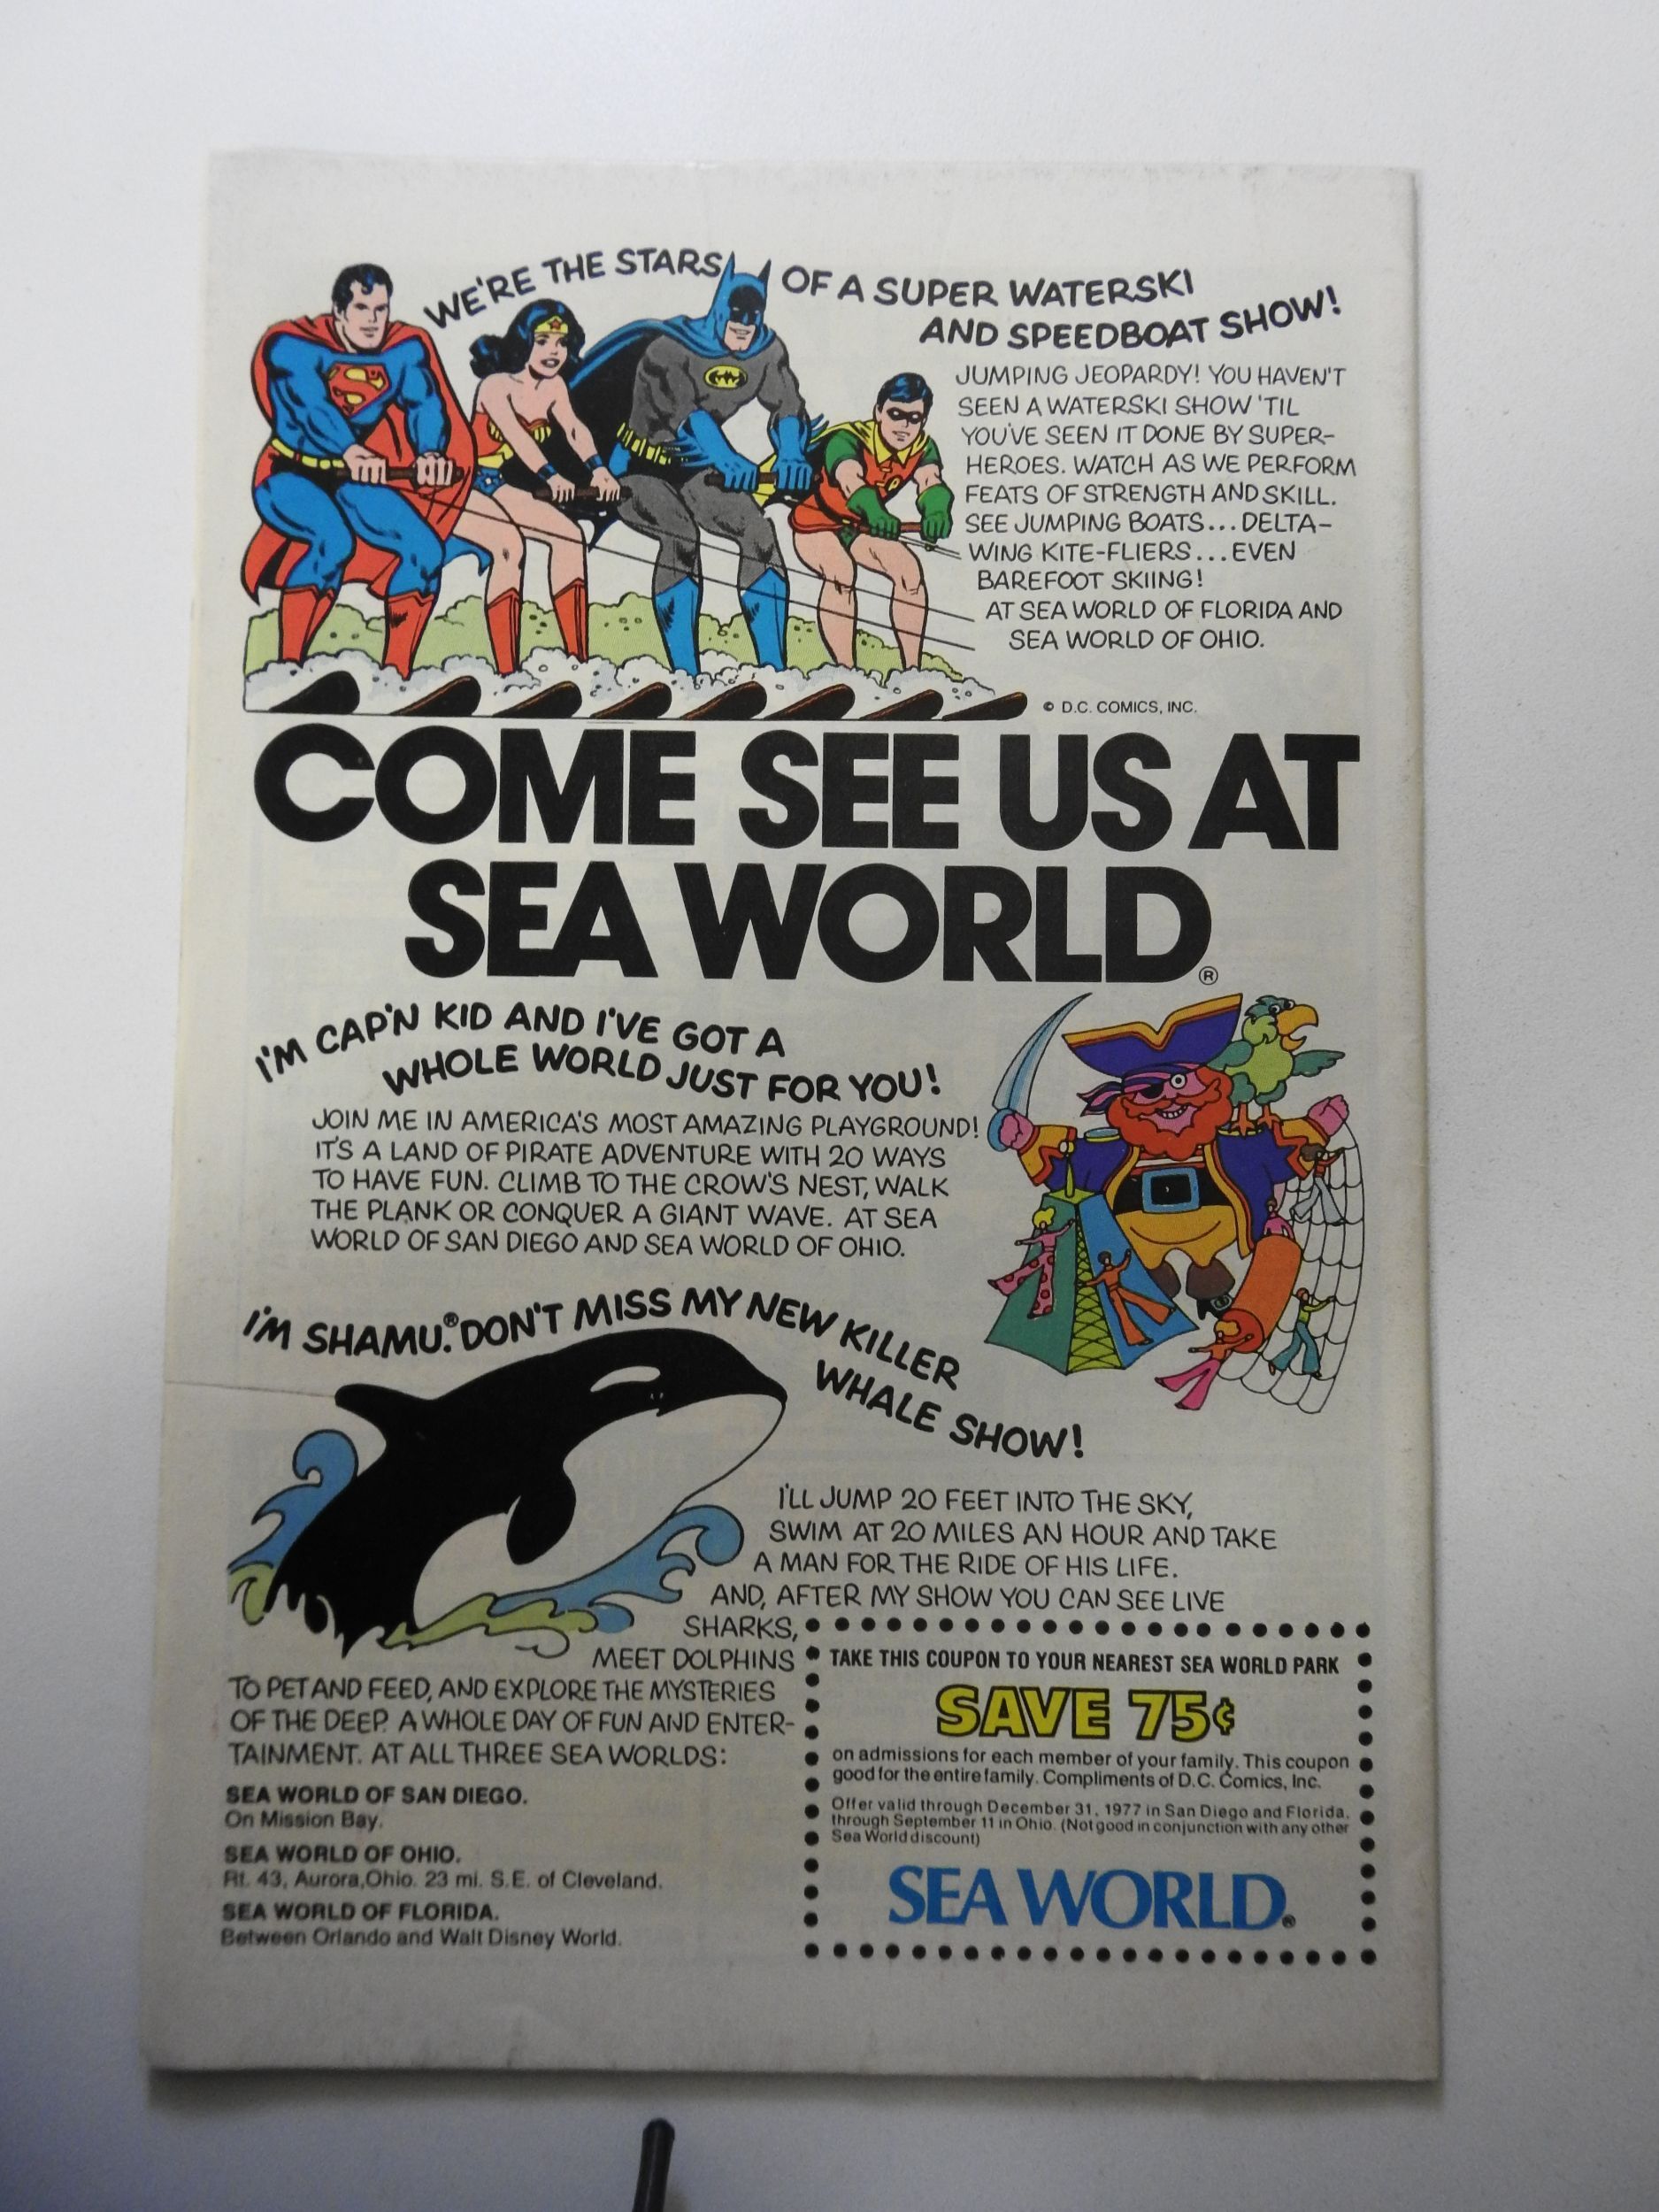 WE'RE THE STARS OF A SUPER WATERSKI
AND SPEEDBOAT SHOW!
JUMPING JEOPARDY! YOU HAVEN'T
SEEN A WATERSKI SHOW 'TIL
YOU'VE SEEN IT DONE BY SUPER-
HEROES. WATCH AS WE PERFORM
FEATS OF STRENGTH AND SKILL.
SEE JUMPING BOATS...DELTA-
WING KITE-FLIERS...EVEN
BAREFOOT SKIING!
AT SEA WORLD OF FLORIDA AND
SEA WORLD OF OHIO.
© D.C. COMICS, INC.
COME SEE US AT
SEA WORLD®
I'M CAP'N KID AND I'VE GOT A
WHOLE WORLD JUST FOR YOU!
JOIN ME IN AMERICA'S MOST AMAZING PLAYGROUND!
IT'S A LAND OF PIRATE ADVENTURE WITH 20 WAYS
TO HAVE FUN. CLIMB TO THE CROW'S NEST, WALK
THE PLANK OR CONQUER A GIANT WAVE. AT SEA
WORLD OF SAN DIEGO AND SEA WORLD OF OHIO.
I'M SHAMU.® DON'T MISS MY NEW KILLER
WHALE SHOW!
I'LL JUMP 20 FEET INTO THE SKY,
SWIM AT 20 MILES AN HOUR AND TAKE
A MAN FOR THE RIDE OF HIS LIFE.
AND, AFTER MY SHOW YOU CAN SEE LIVE
SHARKS,
MEET DOLPHINS
TO PET AND FEED, AND EXPLORE THE MYSTERIES
OF THE DEEP. A WHOLE DAY OF FUN AND ENTER-
TAINMENT. AT ALL THREE SEA WORLDS:
SEA WORLD OF SAN DIEGO.
On Mission Bay.
SEA WORLD OF OHIO.
Rt. 43, Aurora, Ohio. 23 mi. S.E. of Cleveland.
SEA WORLD OF FLORIDA.
Between Orlando and Walt Disney World.
TAKE THIS COUPON TO YOUR NEAREST SEA WORLD PARK
SAVE 75¢
on admissions for each member of your family. This coupon
good for the entire family. Compliments of D.C. Comics, Inc.
Offer valid through December 31, 1977 in San Diego and Florida,
through September 11 in Ohio. (Not good in conjunction with any other
Sea World discount)
SEA WORLD®